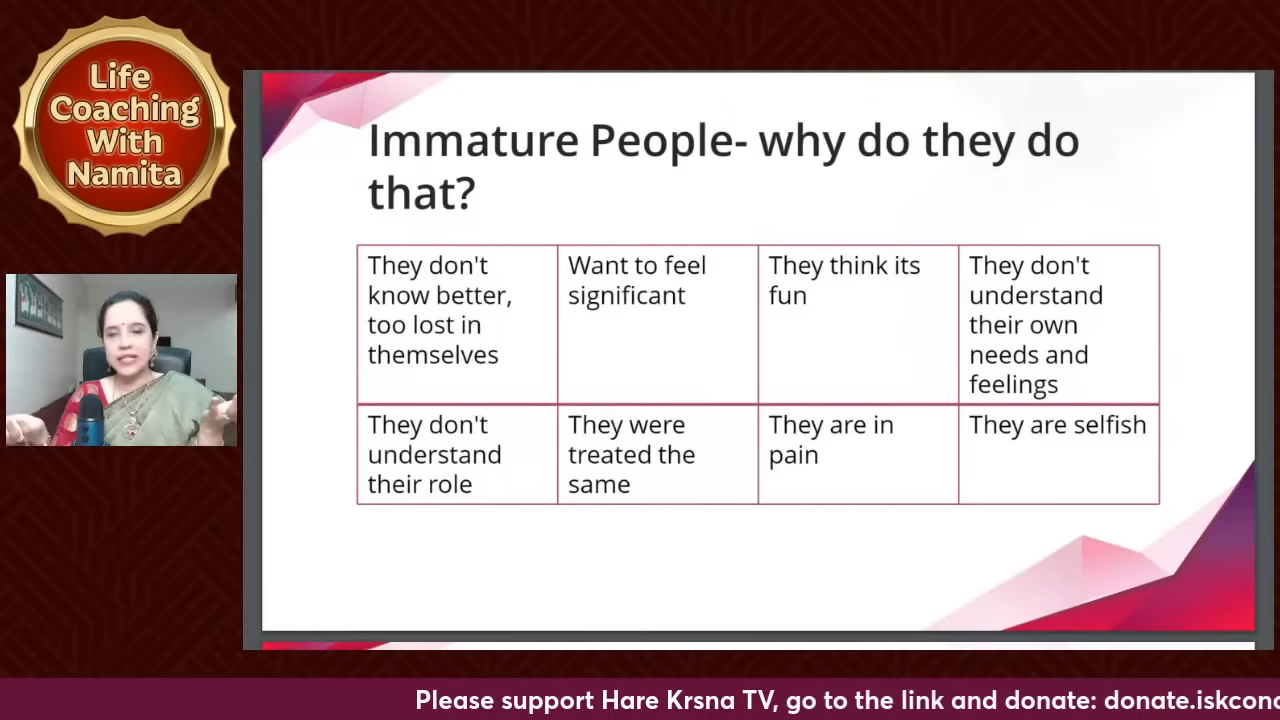 Life
Coaching
With
Namita
Immature People- why do they do
that?
They don't
know better,
too lost in
themselves
Want to feel
significant
They think its
fun
They don't
understand
their own
needs and
feelings
They don't
understand
their role
They were
treated the
same
They are in
pain
They are selfish
Please support Hare Krsna TV, go to the link and donate: donate.iskcon